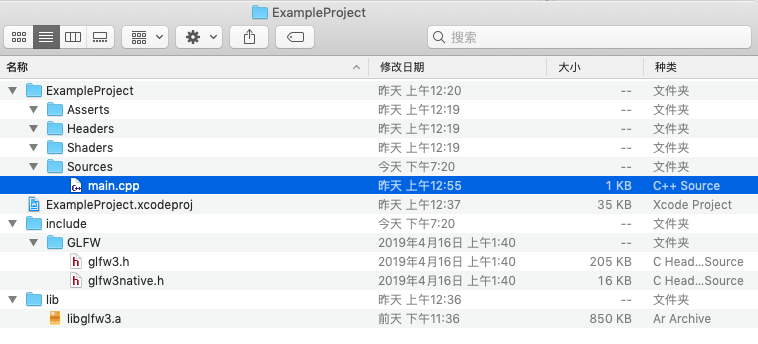 ExampleProject
搜索
名称 修改日期 大小 种类
ExampleProject 昨天 上午12:20 -- 文件夹
Asserts 昨天 上午12:19 -- 文件夹
Headers 昨天 上午12:19 -- 文件夹
Shaders 昨天 上午12:19 -- 文件夹
Sources 今天 下午7:20 -- 文件夹
main.cpp 昨天 上午12:55 1 KB C++ Source
ExampleProject.xcodeproj 昨天 上午12:37 35 KB Xcode Project
include 今天 下午7:20 -- 文件夹
GLFW 2019年4月16日 上午1:40 -- 文件夹
glfw3.h 2019年4月16日 上午1:40 205 KB C Head...Source
glfw3native.h 2019年4月16日 上午1:40 16 KB C Head...Source
lib 昨天 上午12:36 -- 文件夹
libglfw3.a 前天 下午11:36 850 KB Ar Archive